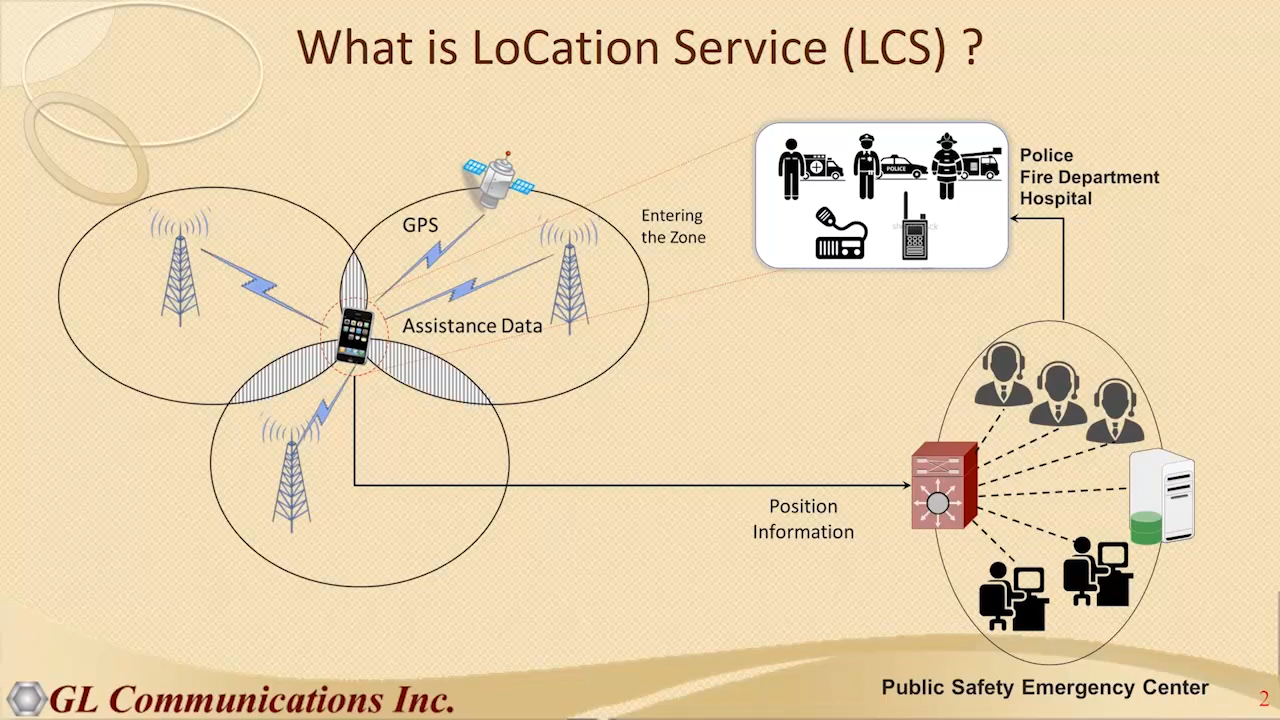 What is LoCation Service (LCS) ?
GPS
Entering
the Zone
POLICE
Police
Fire Department
Hospital
Assistance Data
Position
Information
Public Safety Emergency Center
GL Communications Inc.
2